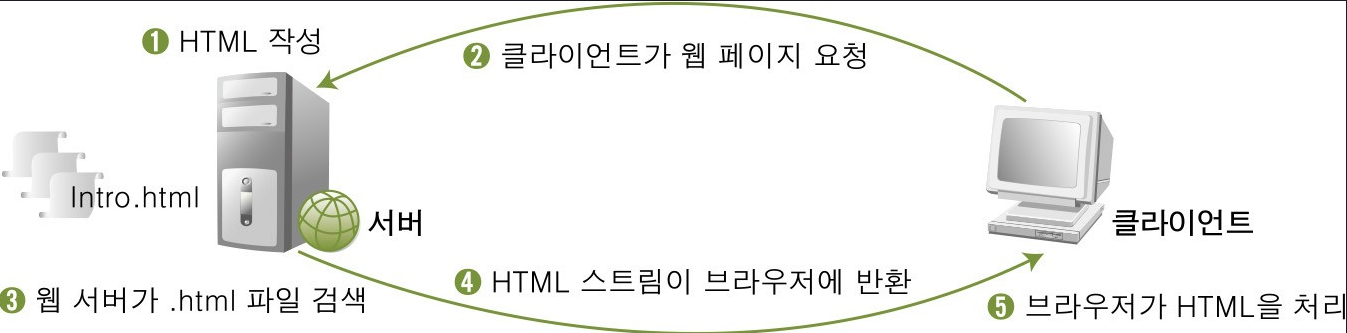 ❶ HTML 작성
❷ 클라이언트가 웹 페이지 요청
Intro.html
서버
클라이언트
❸ 웹 서버가 .html 파일 검색
❹ HTML 스트림이 브라우저에 반환
❺ 브라우저가 HTML을 처리